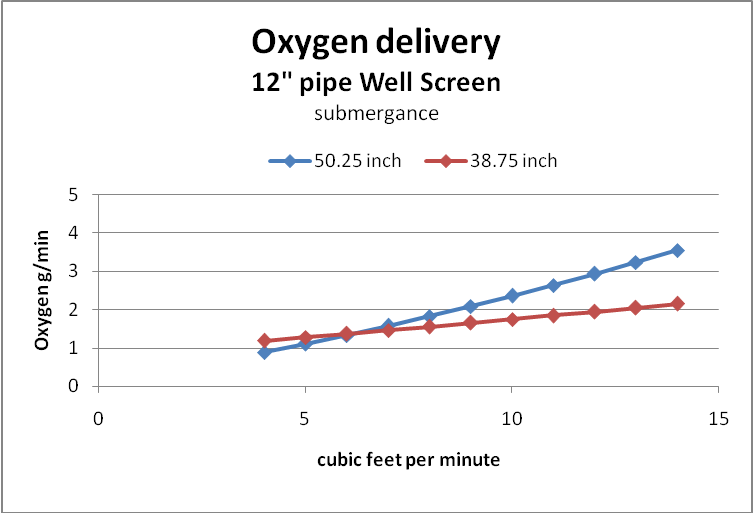 Oxygen delivery
12" pipe Well Screen
submergance
50.25 inch 38.75 inch
5
4
3
2
1
0
Oxygen g/min
0 5 10 15
cubic feet per minute